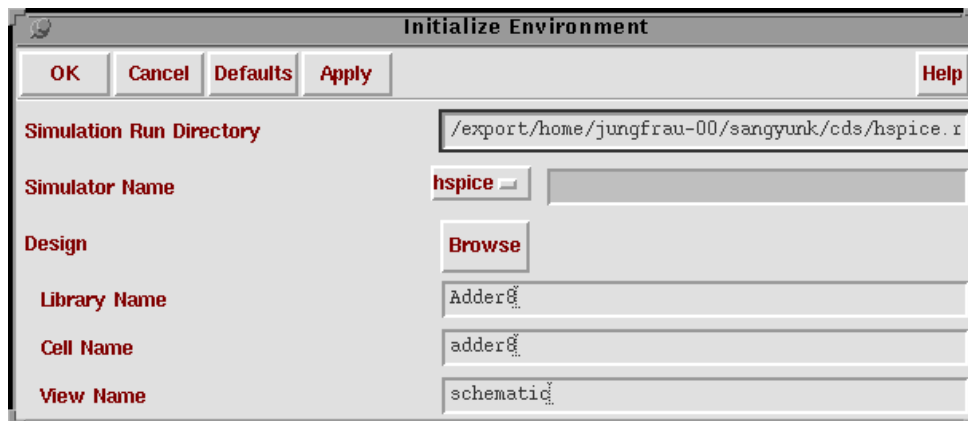 Initialize Environment
OK Cancel Defaults Apply Help
Simulation Run Directory /export/home/jungfrau-00/sangyunk/cds/hspice.r
Simulator Name hspice
Design Browse
Library Name Adder8
Cell Name adder8
View Name schematic